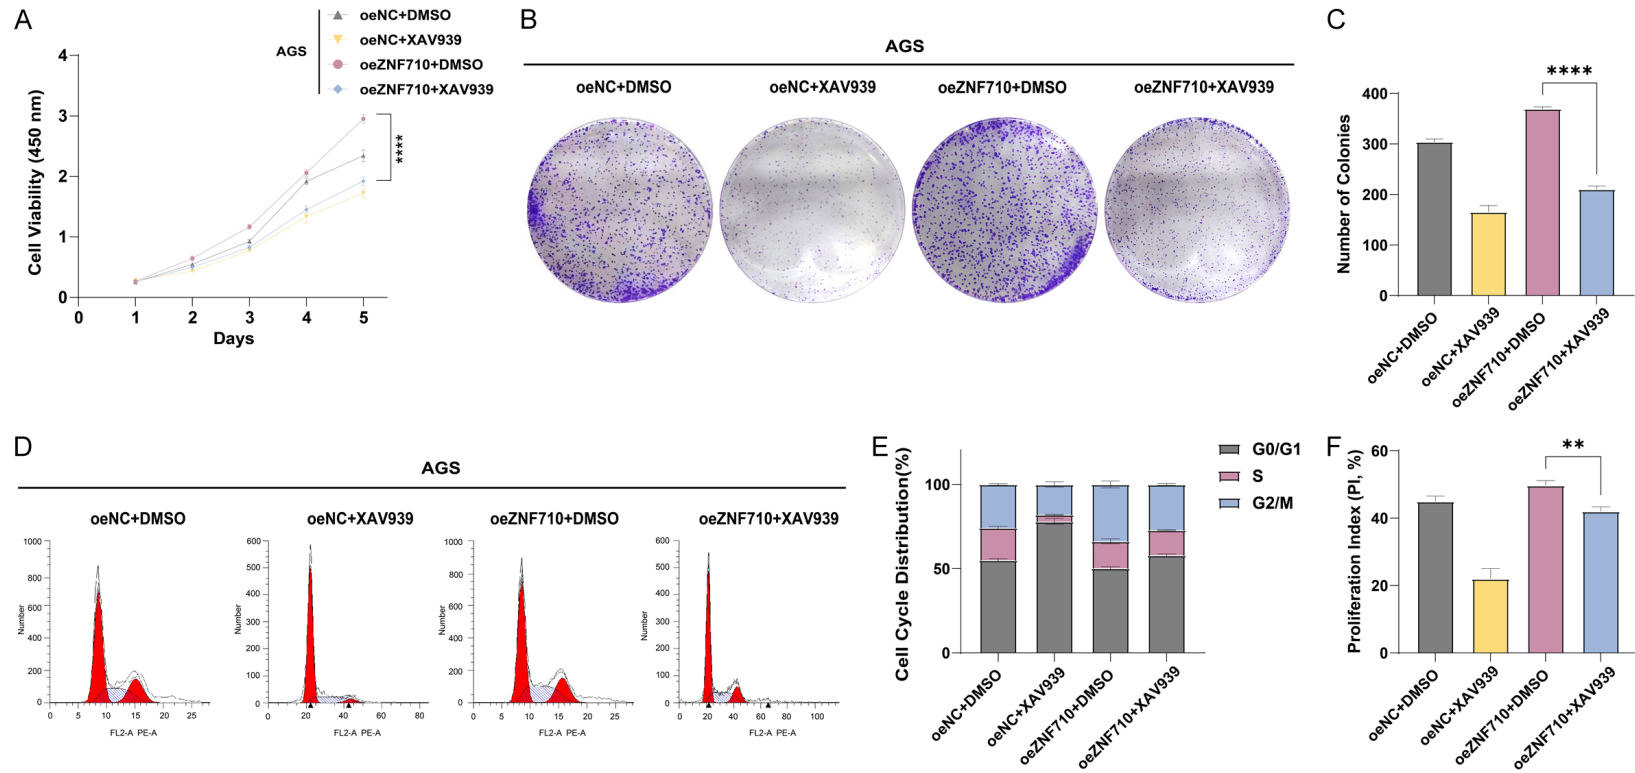 A
AGS
oeNC+DMSO
oeNC+XAV939
oeZNF710+DMSO
oeZNF710+XAV939
Cell Viability (450 nm)
4
3
2
1
0
0 1 2 3 4 5
Days
****
B
AGS
oeNC+DMSO oeNC+XAV939 oeZNF710+DMSO oeZNF710+XAV939
C
Number of Colonies
400
300
200
100
0
****
oeNC+DMSO
oeNC+XAV939
oeZNF710+DMSO
oeZNF710+XAV939
D
AGS
oeNC+DMSO oeNC+XAV939 oeZNF710+DMSO oeZNF710+XAV939
Number
1000
800
600
400
200
0
0 5 10 15 20 25
FL2-A PE-A
Number
600
500
400
300
200
100
0
0 20 40 60 80
FL2-A PE-A
Number
1000
800
600
400
200
0
0 5 10 15 20 25
FL2-A PE-A
Number
600
500
400
300
200
100
0
0 20 40 60 80 100
FL2-A PE-A
E
Cell Cycle Distribution(%)
100
50
0
G0/G1
S
G2/M
oeNC+DMSO
oeNC+XAV939
oeZNF710+DMSO
oeZNF710+XAV939
F
Proliferation Index (PI, %)
60
40
20
0
**
oeNC+DMSO
oeNC+XAV939
oeZNF710+DMSO
oeZNF710+XAV939